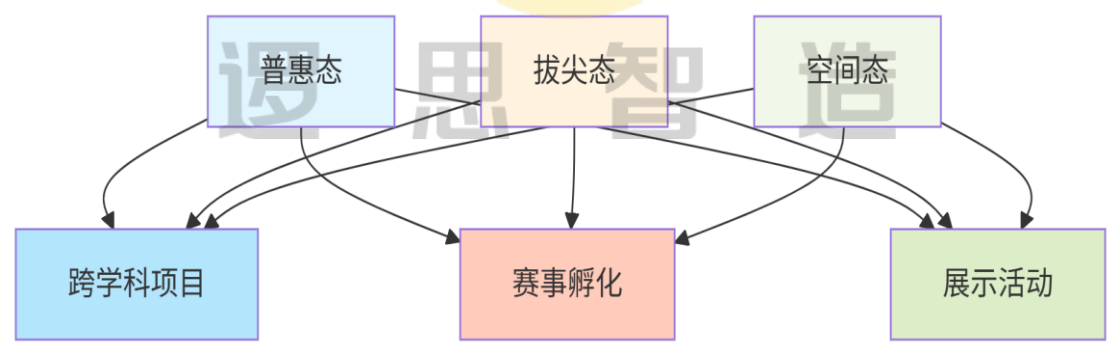 普惠态
拔尖态
空间态
逻思智造
跨学科项目
赛事孵化
展示活动